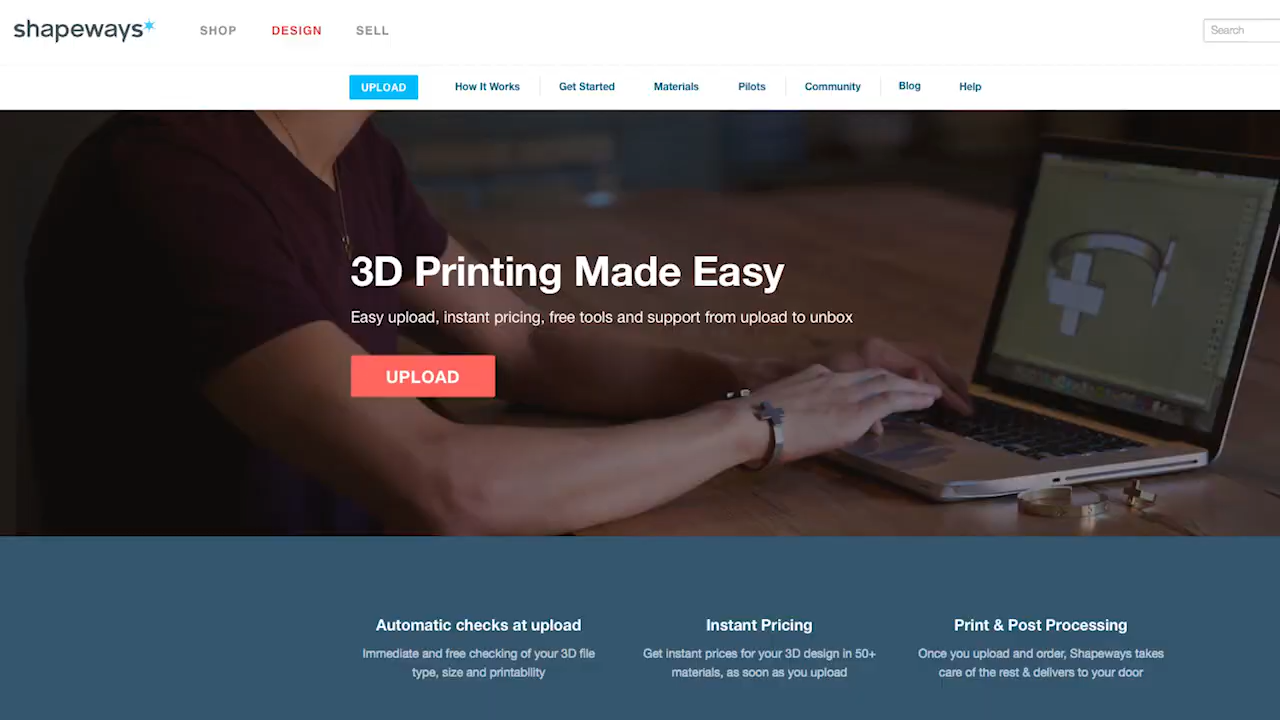 shapeways
SHOP DESIGN SELL Search
UPLOAD How It Works Get Started Materials Pilots Community Blog Help
3D Printing Made Easy
Easy upload, instant pricing, free tools and support from upload to unbox
UPLOAD
Automatic checks at upload
Immediate and free checking of your 3D file
type, size and printability
Instant Pricing
Get instant prices for your 3D design in 50+
materials, as soon as you upload
Print & Post Processing
Once you upload and order, Shapeways takes
care of the rest & delivers to your door